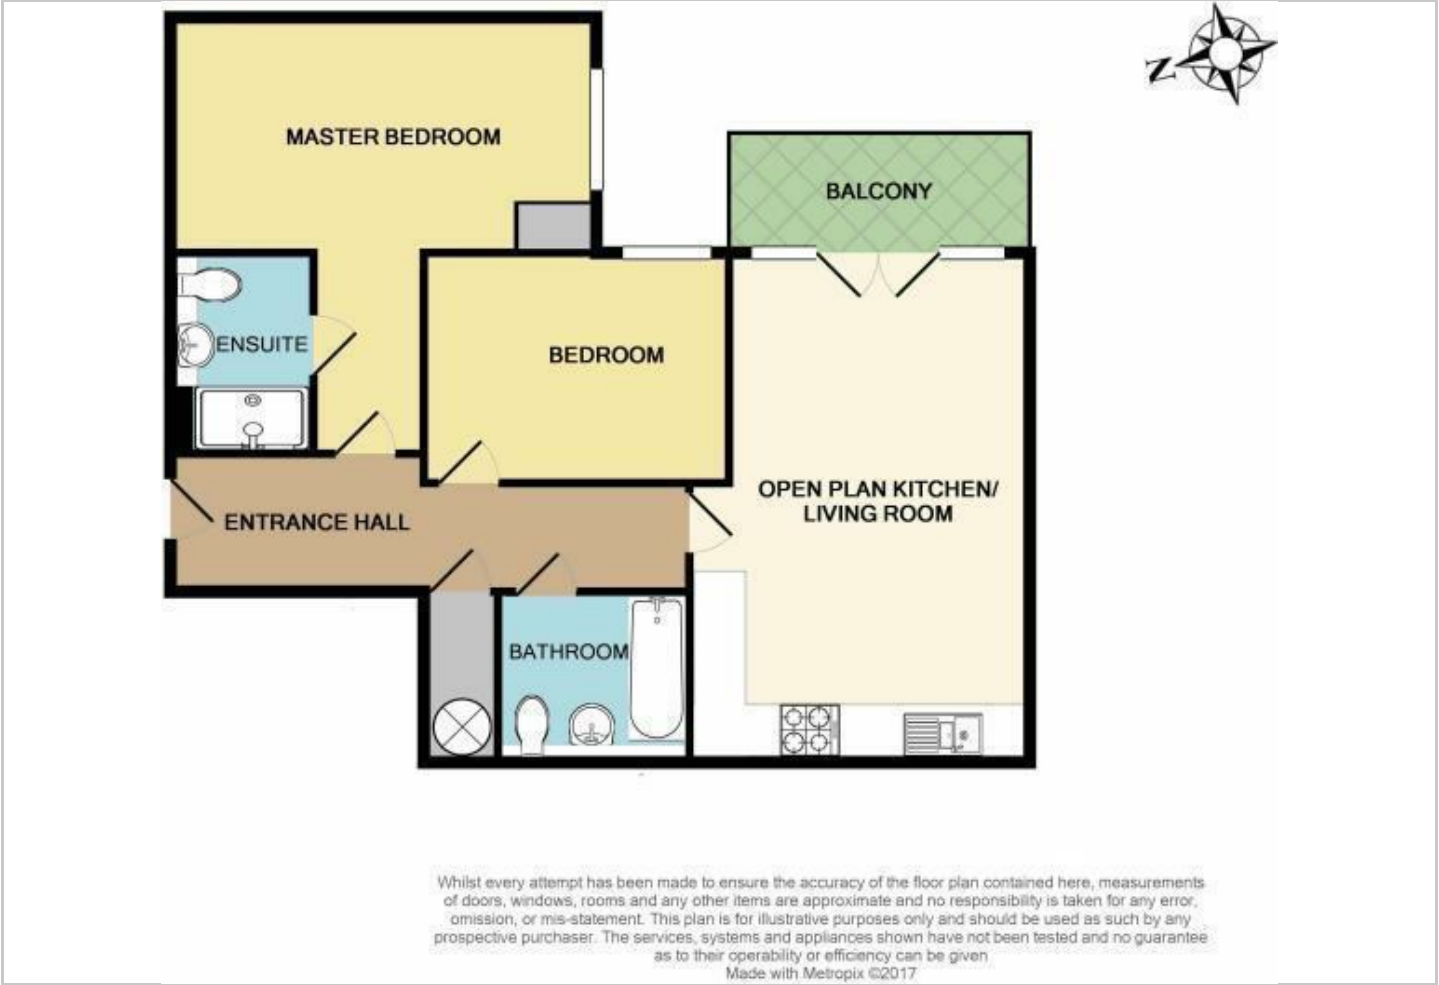 N
MASTER BEDROOM
BALCONY
ENSUITE
BEDROOM
OPEN PLAN KITCHEN/
LIVING ROOM
ENTRANCE HALL
BATHROOM
Whilst every attempt has been made to ensure the accuracy of the floor plan contained here, measurements
of doors, windows, rooms and any other items are approximate and no responsibility is taken for any error,
omission, or mis-statement. This plan is for illustrative purposes only and should be used as such by any
prospective purchaser. The services, systems and appliances shown have not been tested and no guarantee
as to their operability or efficiency can be given
Made with Metropix ©2017